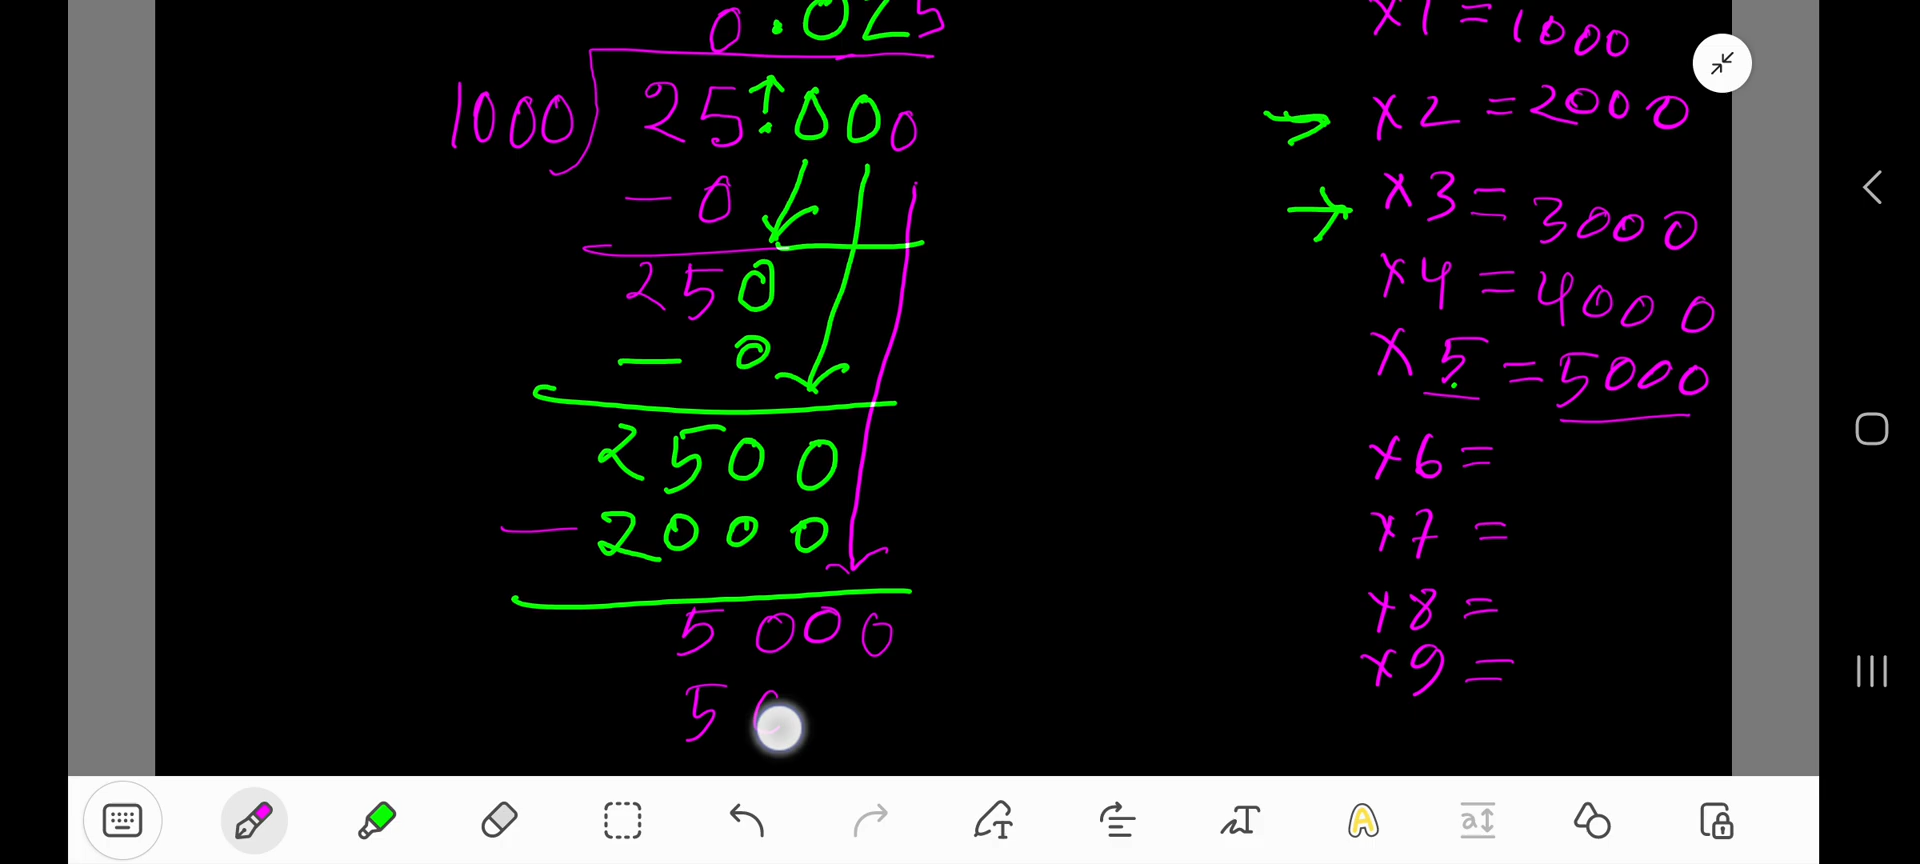 0.025
1000 25.000
- 0
250
- 0
2500
- 2000
5000
5 0
x1 = 1000
→ x2 = 2000
→ x3 = 3000
x4 = 4000
x5 = 5000
x6 =
x7 =
x8 =
x9 =